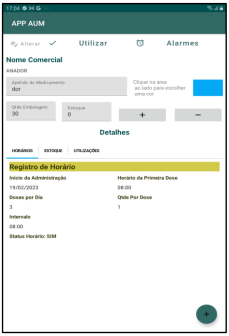 17:04
APP AUM
Alterar Utilizar Alarmes
Nome Comercial
ANADOR
Apelido do Medicamento
dor
Clique na area
ao lado para escolher
uma cor
Qtde Embalagem
30
Estoque
0
+ −
Detalhes
HORÁRIOS ESTOQUE UTILIZAÇÕES
Registro de Horário
Início da Administração Horário da Primeira Dose
19/02/2023 08:00
Doses por Dia Qtde Por Dose
3 1
Intervalo
08:00
Status Horário: SIM
+